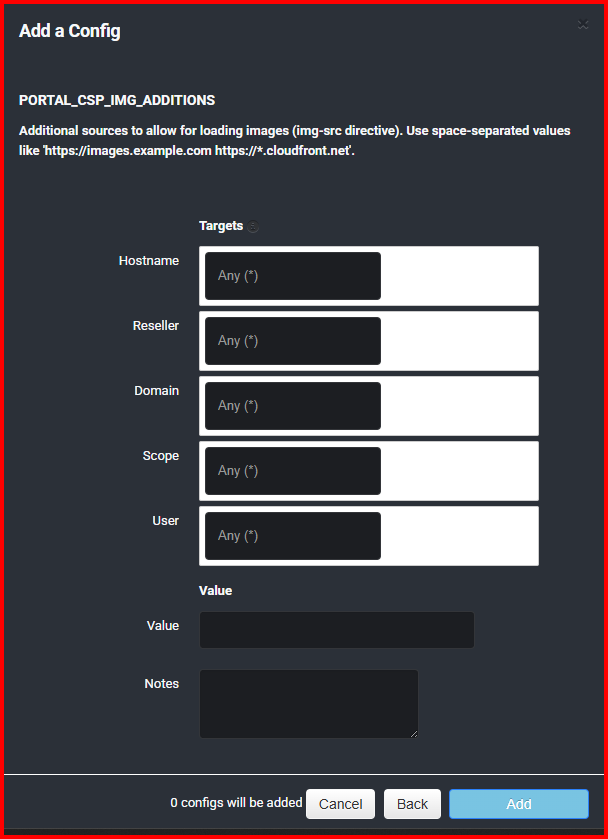 Add a Config
×
PORTAL_CSP_IMG_ADDITIONS
Additional sources to allow for loading images (img-src directive). Use space-separated values
like 'https://images.example.com https://*.cloudfront.net'.
Targets
Hostname
Any (*)
Reseller
Any (*)
Domain
Any (*)
Scope
Any (*)
User
Any (*)
Value
Value
Notes
0 configs will be added Cancel Back Add